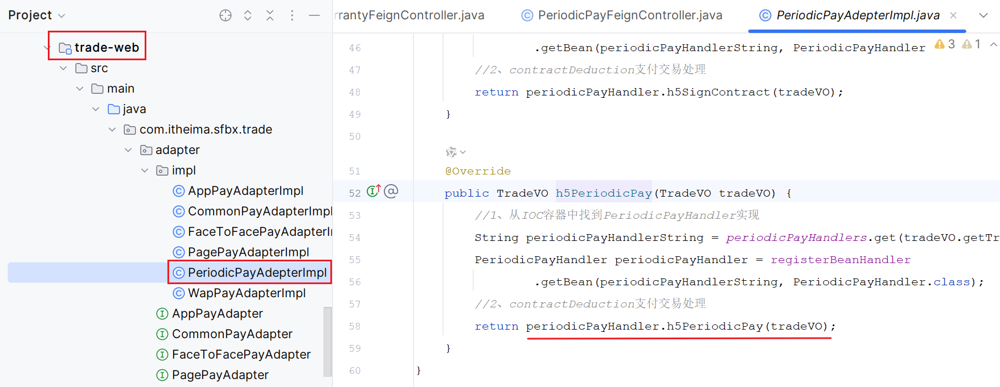 Project
trade-web
src
main
java
com.itheima.sfbx.trade
adapter
impl
AppPayAdapterImpl
CommonPayAdapterImpl
FaceToFacePayAdapterI
PagePayAdapterImpl
PeriodicPayAdepterImpl
WapPayAdapterImpl
AppPayAdapter
CommonPayAdapter
FaceToFacePayAdapter
PagePayAdapter
rrantyFeignController.java PeriodicPayFeignController.java PeriodicPayAdepterImpl.java
46 .getBean(periodicPayHandlerString, PeriodicPayHandler 3 1
47 //2、contractDeduction支付交易处理
48 return periodicPayHandler.h5SignContract(tradeVO);
49 }
50
51 @Override
52 public TradeVO h5PeriodicPay(TradeVO tradeVO) {
53 //1、从IOC容器中找到PeriodicPayHandler实现
54 String periodicPayHandlerString = periodicPayHandlers.get(tradeVO.getTr
55 PeriodicPayHandler periodicPayHandler = registerBeanHandler
56 .getBean(periodicPayHandlerString, PeriodicPayHandler.class);
57 //2、contractDeduction支付交易处理
58 return periodicPayHandler.h5PeriodicPay(tradeVO);
59 }
60 }